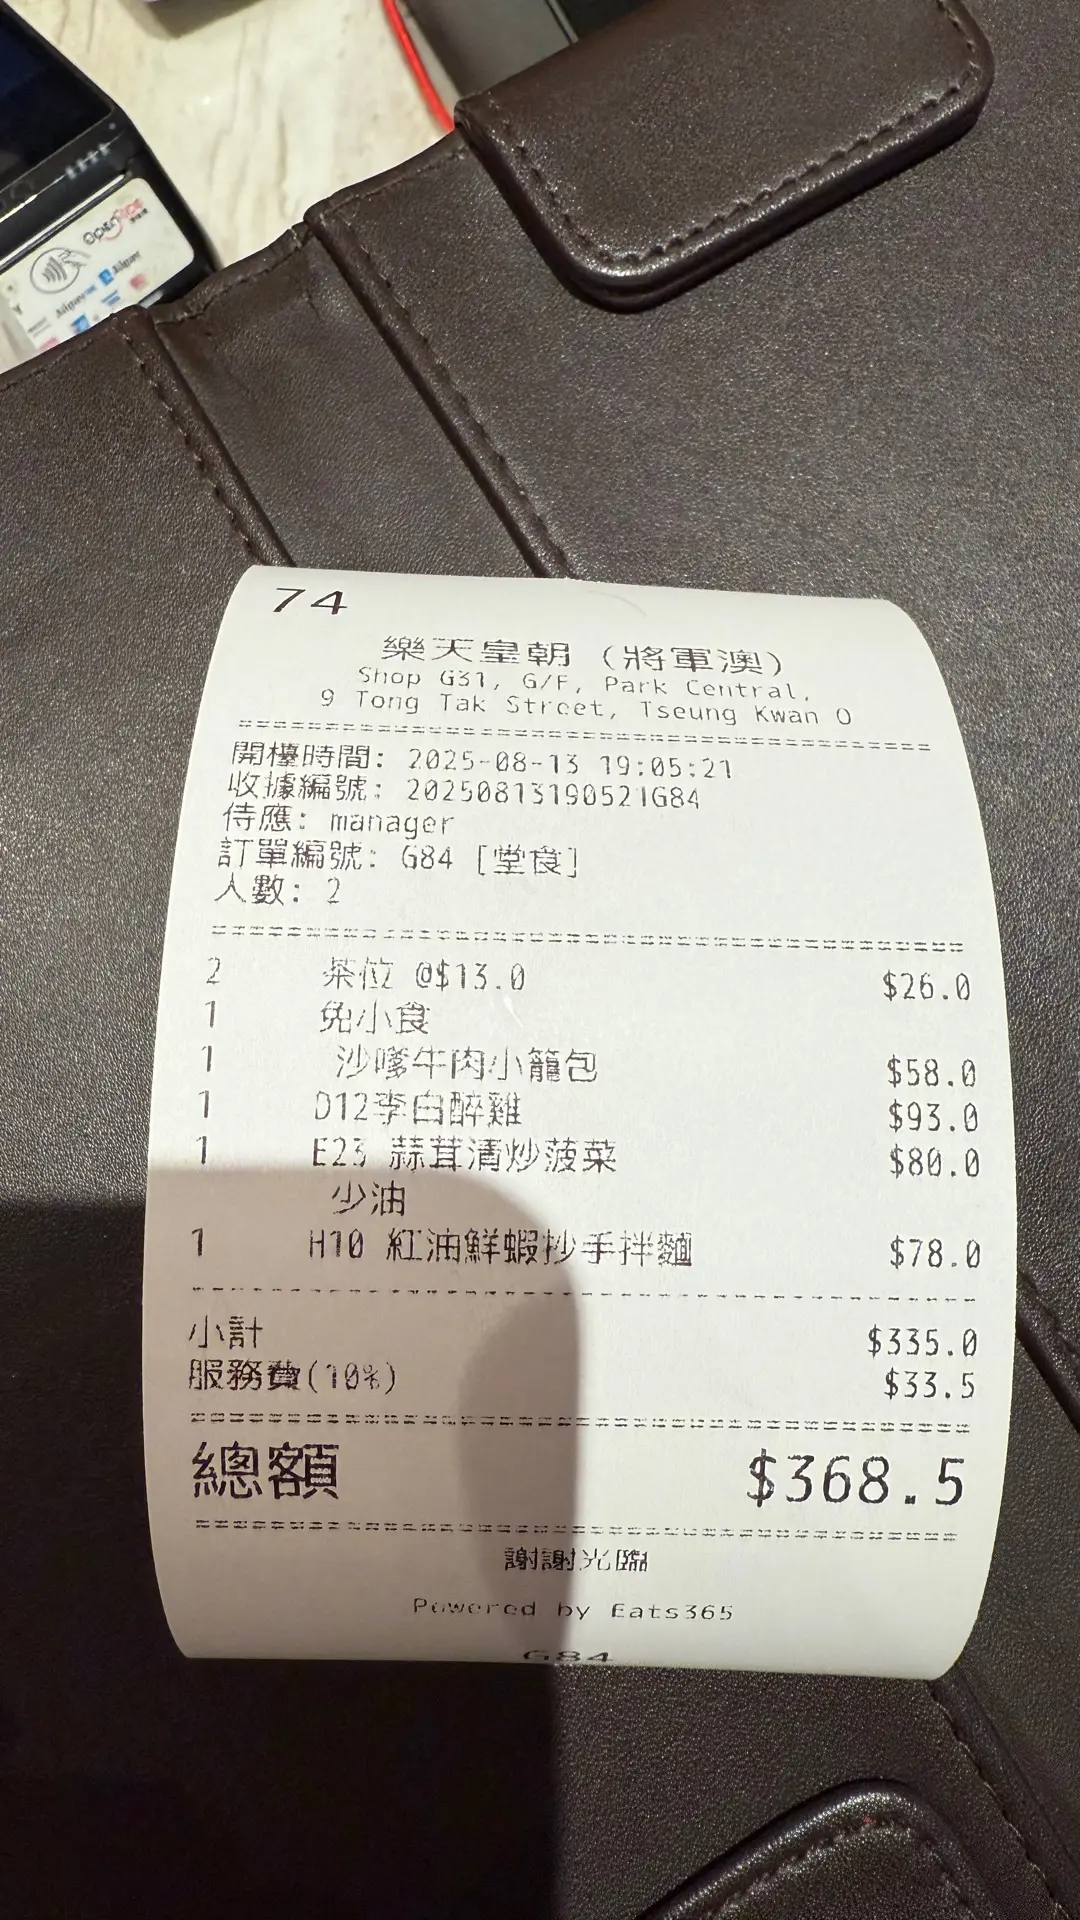 OPEN RICE
74
樂天皇朝 (將軍澳)
Shop G31, G/F, Park Central,
9 Tong Tak Street, Tseung Kwan O
開檯時間: 2025-08-13 19:05:21
收據編號: 20250813190521G84
侍應: manager
訂單編號: G84 [堂食]
人數: 2
2 茶位 @$13.0 $26.0
1 免小食
1 沙嗲牛肉小籠包 $58.0
1 D12李白醉雞 $93.0
1 E23 蒜茸清炒菠菜 $80.0
少油
1 H10 紅油鮮蝦抄手拌麵 $78.0
小計 $335.0
服務費(10%) $33.5
總額 $368.5
謝謝光臨
Powered by Eats365
G84